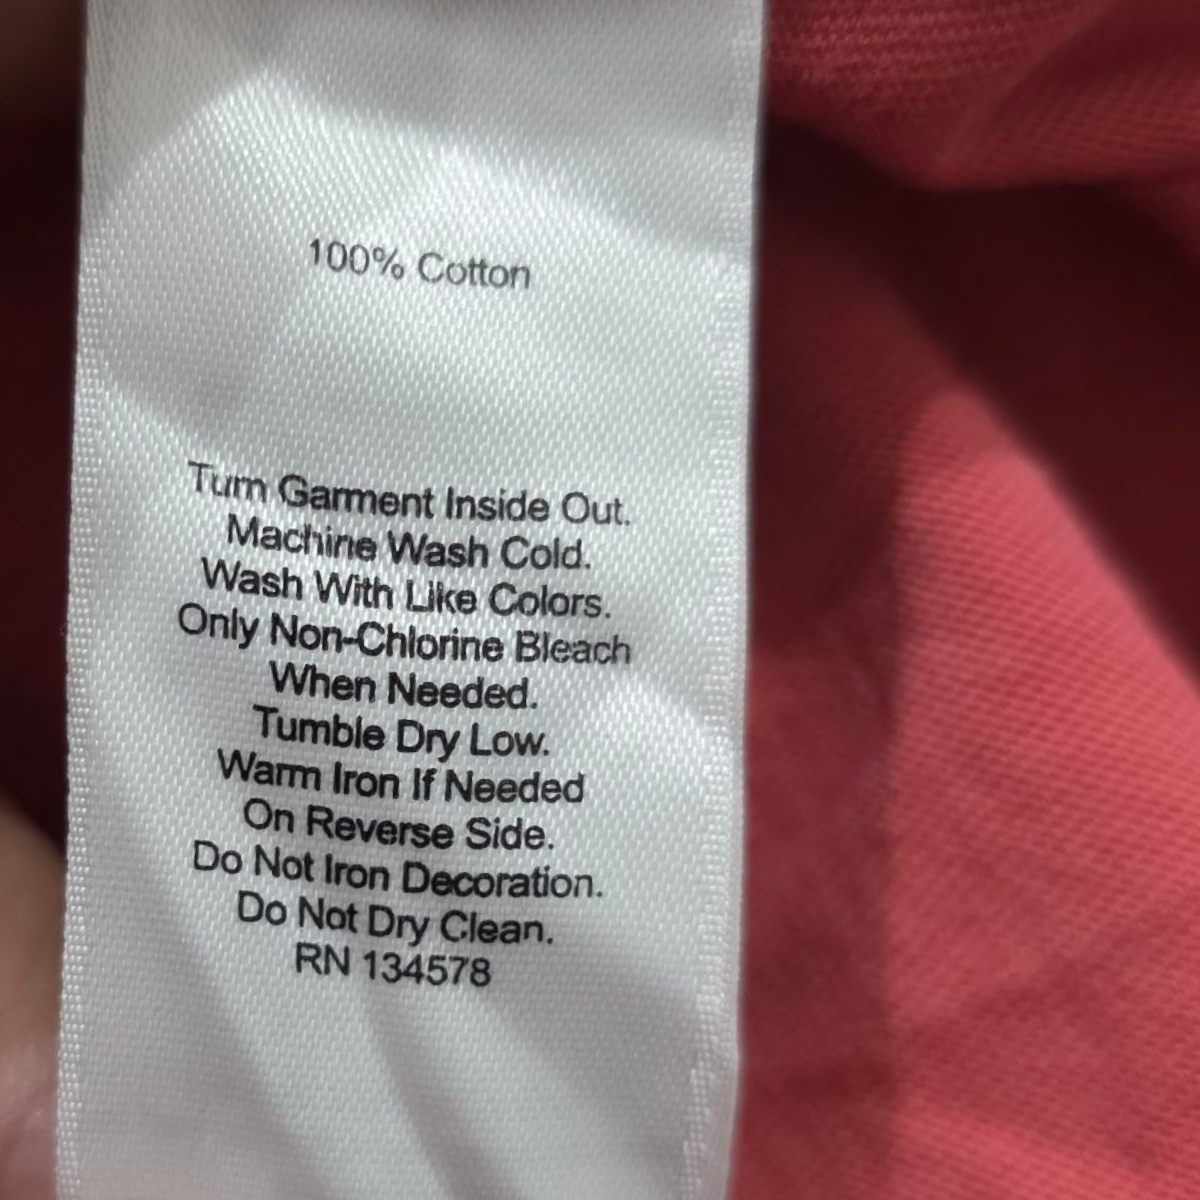 100% Cotton
Turn Garment Inside Out.
Machine Wash Cold.
Wash With Like Colors.
Only Non-Chlorine Bleach
When Needed.
Tumble Dry Low.
Warm Iron If Needed
On Reverse Side.
Do Not Iron Decoration.
Do Not Dry Clean.
RN 134578